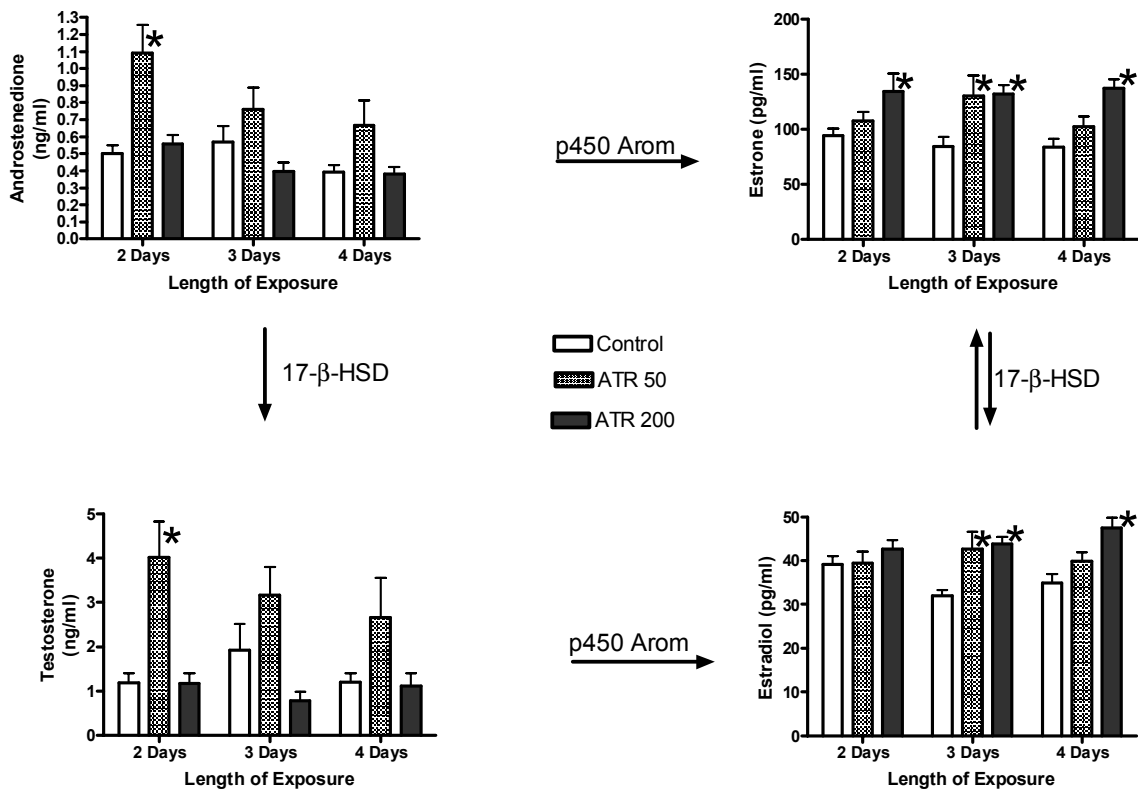 1.3
1.2
1.1
1.0
0.9
0.8
0.7
0.6
0.5
0.4
0.3
0.2
0.1
0.0
Androstenedione
(ng/ml)
*
2 Days 3 Days 4 Days
Length of Exposure
p450 Arom
200
150
100
50
0
Estrone (pg/ml)
* * * *
2 Days 3 Days 4 Days
Length of Exposure
17-β-HSD
Control
ATR 50
ATR 200
17-β-HSD
5
4
3
2
1
0
Testosterone
(ng/ml)
*
2 Days 3 Days 4 Days
Length of Exposure
p450 Arom
50
40
30
20
10
0
Estradiol (pg/ml)
* * *
2 Days 3 Days 4 Days
Length of Exposure